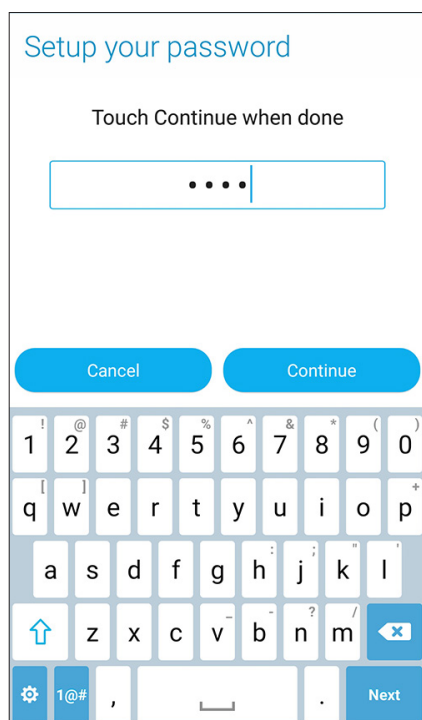 Setup your password
Touch Continue when done
••••
Cancel Continue
! @ # $ % ^ & * ( )
1 2 3 4 5 6 7 8 9 0
[ ] +
q w e r t y u i o p
: ; " '
a s d f g h j k l
_ - ? /
z x c v b n m
1@# , . Next